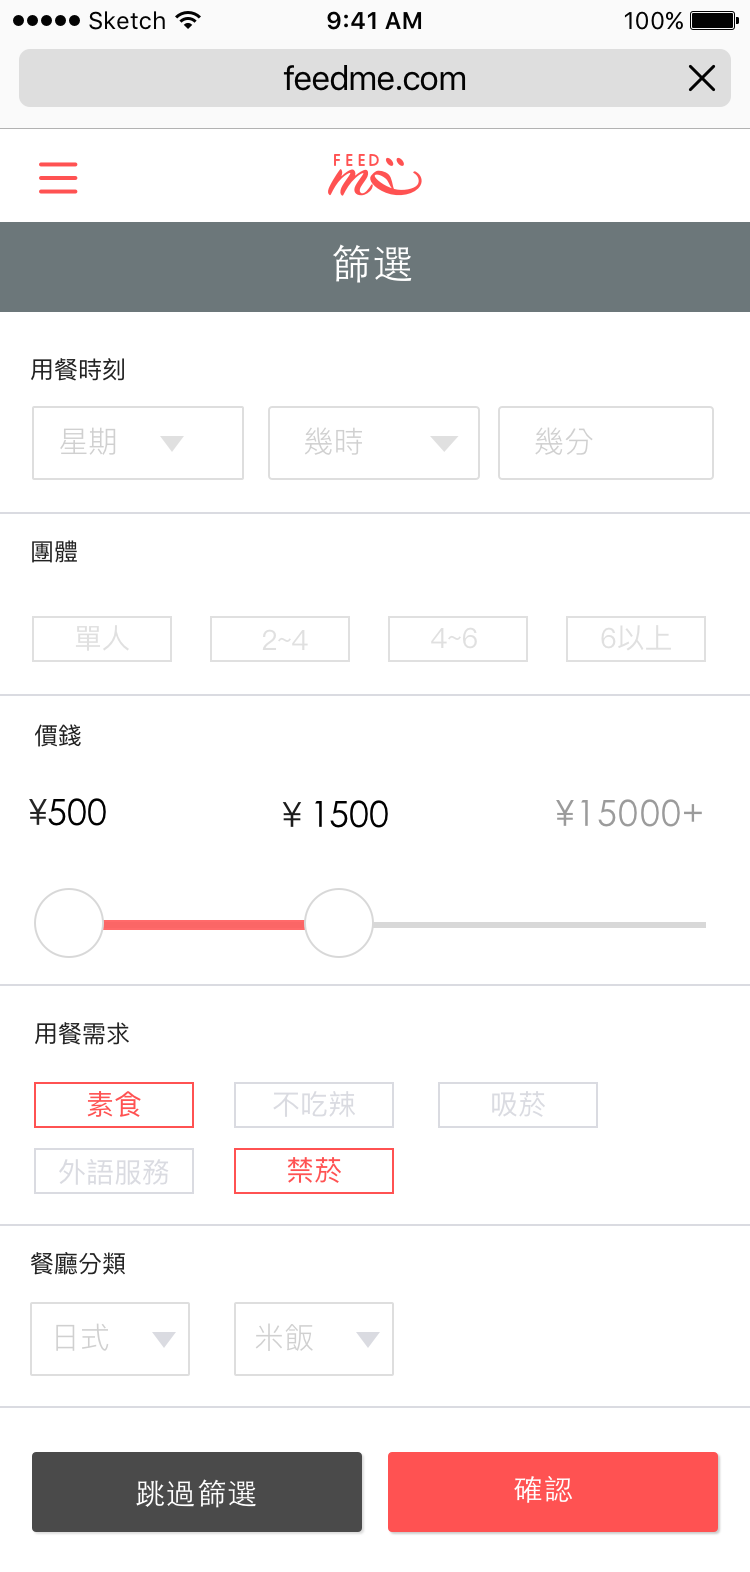 Sketch 9:41 AM 100%
feedme.com
FEED
me
篩選
用餐時刻
星期 幾時 幾分
團體
單人 2~4 4~6 6以上
價錢
¥500 ¥ 1500 ¥15000+
用餐需求
素食 不吃辣 吸菸
外語服務 禁菸
餐廳分類
日式 米飯
跳過篩選 確認